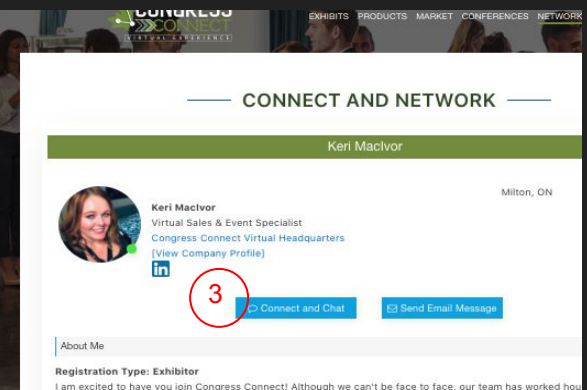 CONGRESS
CONNECT
VIRTUAL EXPERIENCE
EXHIBITS PRODUCTS MARKET CONFERENCES NETWORK
CONNECT AND NETWORK
Keri MacIvor
Milton, ON
Keri MacIvor
Virtual Sales & Event Specialist
Congress Connect Virtual Headquarters
[View Company Profile]
in
3
Connect and Chat
Send Email Message
About Me
Registration Type: Exhibitor
I am excited to have you join Congress Connect! Although we can't be face to face, our team has worked hou